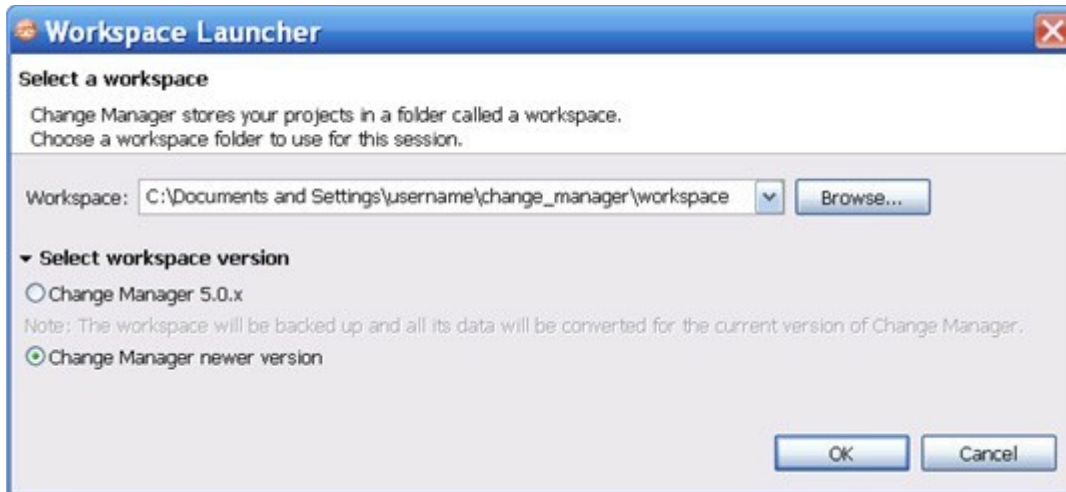 Workspace Launcher
Select a workspace
Change Manager stores your projects in a folder called a workspace.
Choose a workspace folder to use for this session.
Workspace: C:\Documents and Settings\username\change_manager\workspace Browse...
Select workspace version
Change Manager 5.0.x
Note: The workspace will be backed up and all its data will be converted for the current version of Change Manager.
Change Manager newer version
OK Cancel